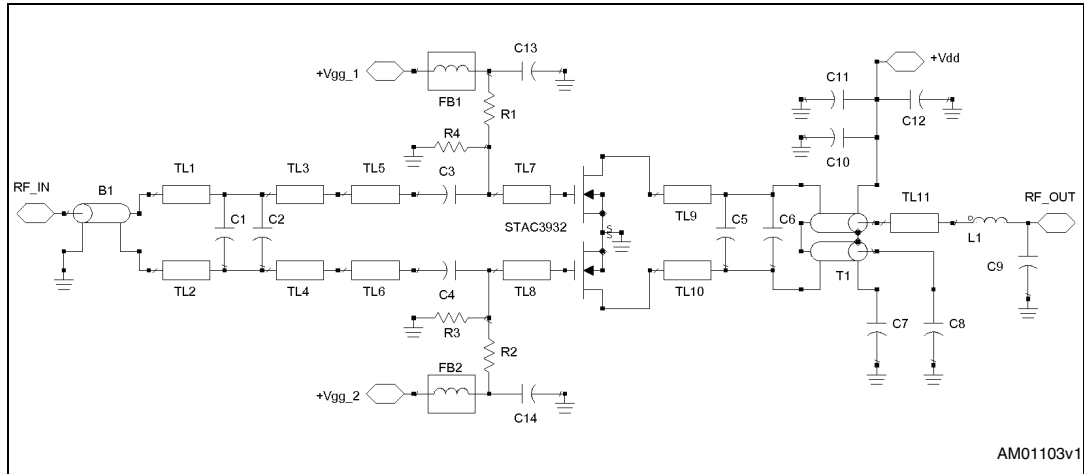 C13
+Vdd
+Vgg_1
C11
FB1
R1
C12
R4
C10
TL1
TL3
TL5
C3
TL7
RF_IN
B1
TL11
RF_OUT
TL9
C1
C2
STAC3932
S
S
C5
C6
L1
TL2
TL4
TL6
C4
TL8
TL10
T1
C9
R3
C7
C8
R2
FB2
+Vgg_2
C14
AM01103v1